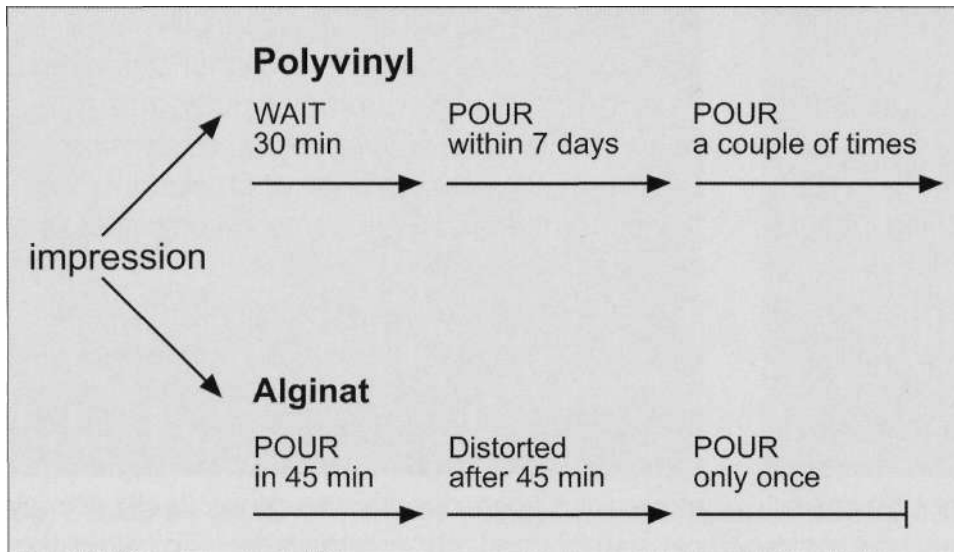 Polyvinyl
WAIT
30 min
POUR
within 7 days
POUR
a couple of times
impression
Alginat
POUR
in 45 min
Distorted
after 45 min
POUR
only once